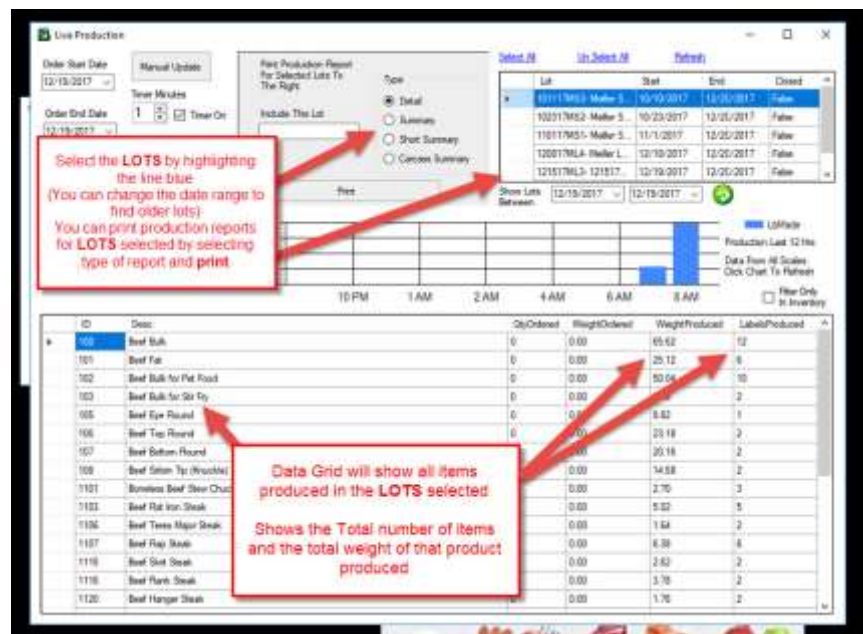 Live Production
Order Start Date
12/19/2017
Manual Update
Timer Minutes
1
Timer On
Order End Date
12/19/2017
Print Production Report
For Selected Lots To
The Right
Include This Lot
Type
Detail
Summary
Short Summary
Carcass Summary
Print
Select All Un Select All Refresh
Lot Start End Closed
10/10/2017 12/20/2017 False
10/23/2017 12/20/2017 False
11/1/2017 12/20/2017 False
12/18/2017 12/20/2017 False
12/19/2017 12/20/2017 False
Show Lots
Between
12/19/2017 12/19/2017
Select the LOTS by highlighting
the line blue
(You can change the date range to
find older lots)
You can print production reports
for LOTS selected by selecting
type of report and print
Production Last 12 Hrs
Data From All Scales
Click Chart To Refresh
Filter Only
In Inventory
10 PM 1 AM 2 AM 4 AM 6 AM 8 AM
ID Desc QtyOrdered WeightOrdered WeightProduced LabelsProduced
100 Beef Bulk 0 0.00 65.62 12
101 Beef Fat 0 0.00 25.12 6
102 Beef Bulk for Pet Food 0 0.00 50.04 10
103 Beef Bulk for Stir Fry 0 0.00 2
105 Beef Eye Round 0 0.00 1
106 Beef Top Round 0 0.00 23.18 2
107 Beef Bottom Round 0.00 20.16 2
108 Beef Sirloin Tip (Knuckle) 0.00 14.58 2
1101 Boneless Beef Stew Chuc 0.00 2.70 3
1103 Beef Flat Iron Steak 0.00 5.02 5
1106 Beef Teres Major Steak 0.00 1.64 2
1107 Beef Flap Steak 0.00 6.38 6
1118 Beef Skirt Steak 0.00 2.62 2
1118 Beef Flank Steak 0.00 3.78 2
1120 Beef Hanger Steak 0 0.00 1.76 2
Data Grid will show all items
produced in the LOTS selected
Shows the Total number of items
and the total weight of that product
produced